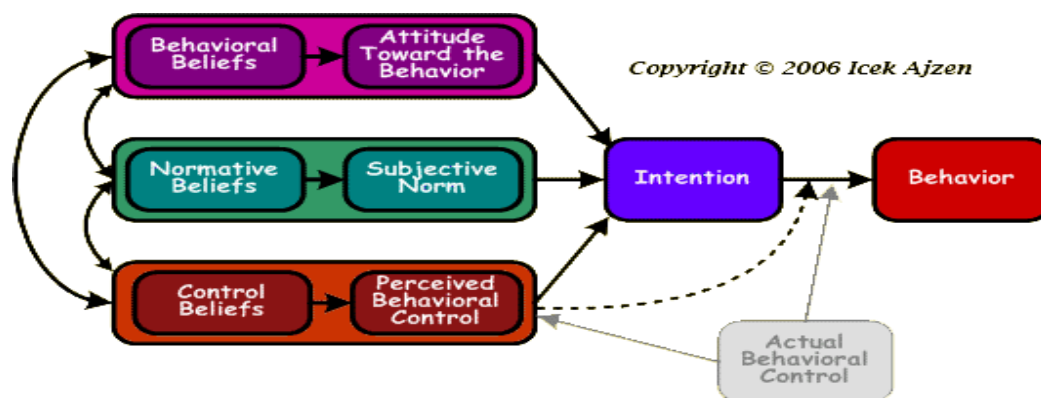 Behavioral
Beliefs
Attitude
Toward the
Behavior
Copyright © 2006 Icek Ajzen
Normative
Beliefs
Subjective
Norm
Intention
Behavior
Control
Beliefs
Perceived
Behavioral
Control
Actual
Behavioral
Control